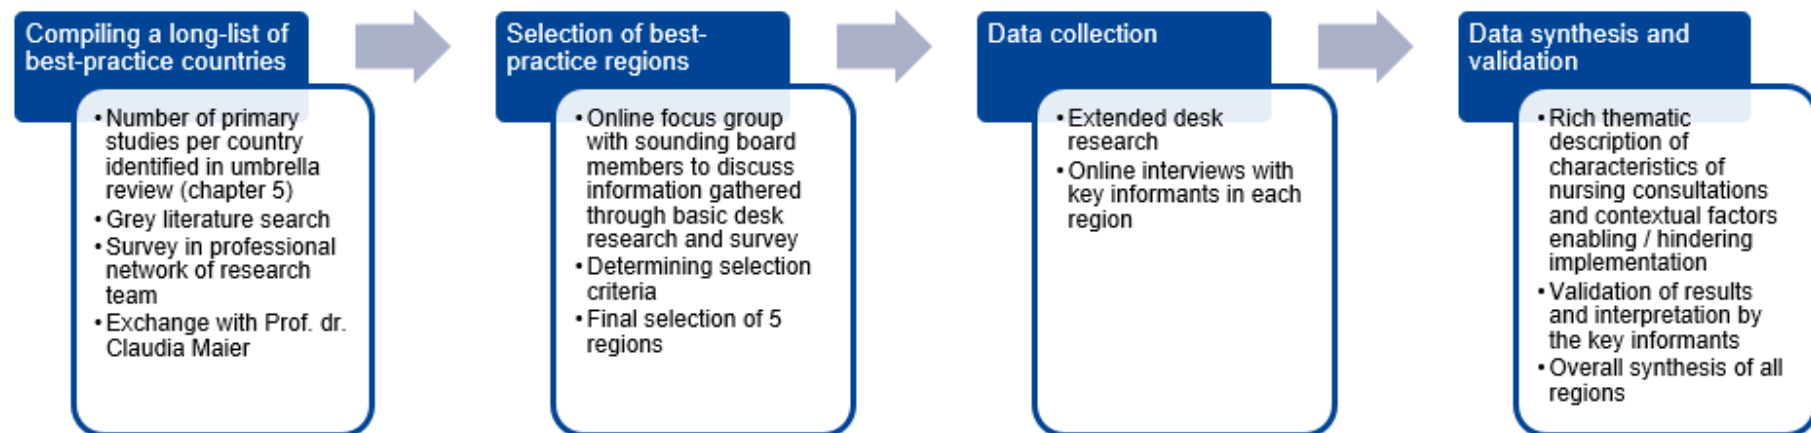 Compiling a long-list of
best-practice countries
•Number of primary
studies per country
identified in umbrella
review (chapter 5)
•Grey literature search
•Survey in professional
network of research
team
•Exchange with Prof. dr.
Claudia Maier
Selection of best-
practice regions
•Online focus group
with sounding board
members to discuss
information gathered
through basic desk
research and survey
•Determining selection
criteria
•Final selection of 5
regions
Data collection
•Extended desk
research
•Online interviews with
key informants in each
region
Data synthesis and
validation
•Rich thematic
description of
characteristics of
nursing consultations
and contextual factors
enabling / hindering
implementation
•Validation of results
and interpretation by
the key informants
•Overall synthesis of all
regions